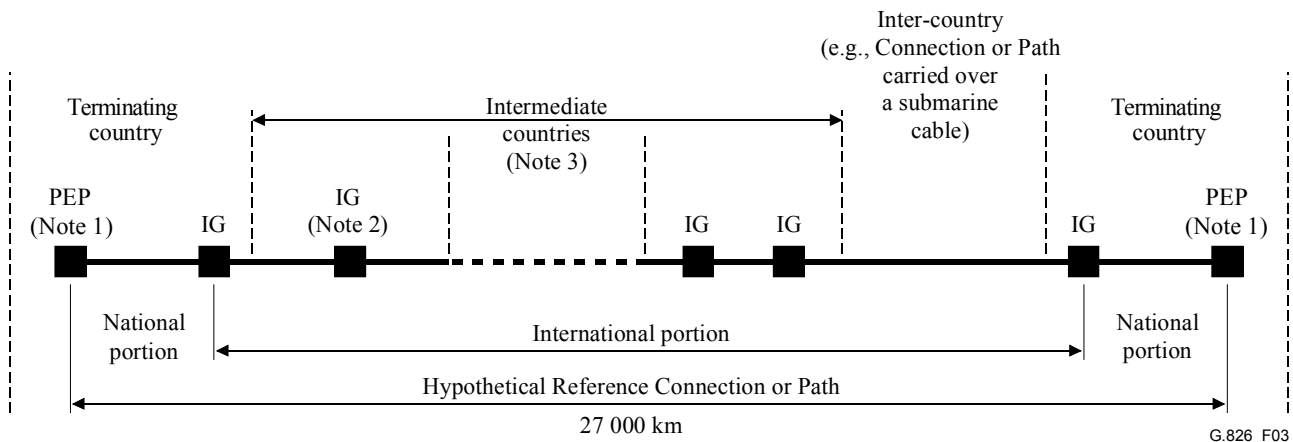 Inter-country
(e.g., Connection or Path
carried over
a submarine
cable)
Terminating
country
Intermediate
countries
(Note 3)
Terminating
country
PEP
(Note 1)
IG
IG
(Note 2)
IG
IG
IG
PEP
(Note 1)
National
portion
International portion
National
portion
Hypothetical Reference Connection or Path
27 000 km
G.826_F03